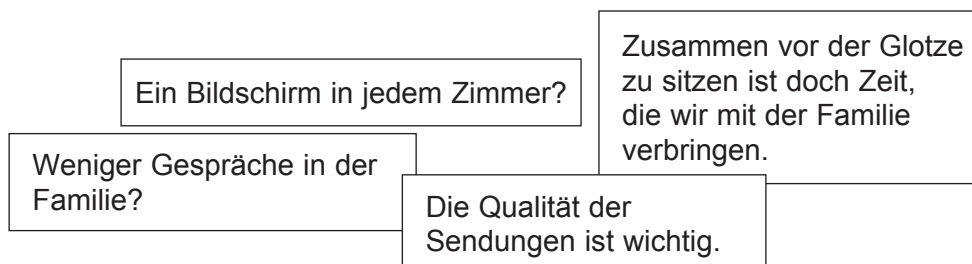 Ein Bildschirm in jedem Zimmer?
Zusammen vor der Glotze
zu sitzen ist doch Zeit,
die wir mit der Familie
verbringen.
Weniger Gespräche in der
Familie?
Die Qualität der
Sendungen ist wichtig.